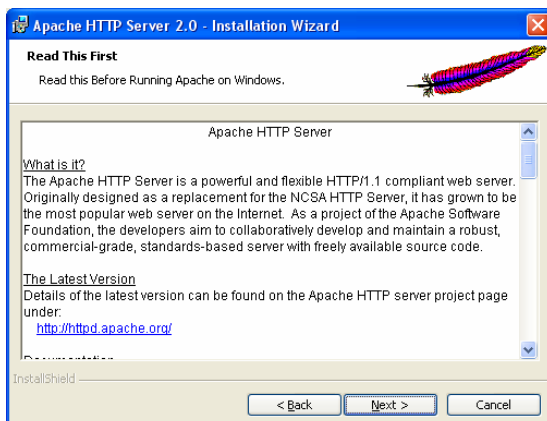 Apache HTTP Server 2.0 - Installation Wizard
Read This First
Read this Before Running Apache on Windows.
Apache HTTP Server
What is it?
The Apache HTTP Server is a powerful and flexible HTTP/1.1 compliant web server.
Originally designed as a replacement for the NCSA HTTP Server, it has grown to be
the most popular web server on the Internet. As a project of the Apache Software
Foundation, the developers aim to collaboratively develop and maintain a robust,
commercial-grade, standards-based server with freely available source code.
The Latest Version
Details of the latest version can be found on the Apache HTTP server project page
under:
http://httpd.apache.org/
Documentation
InstallShield
< Back
Next >
Cancel